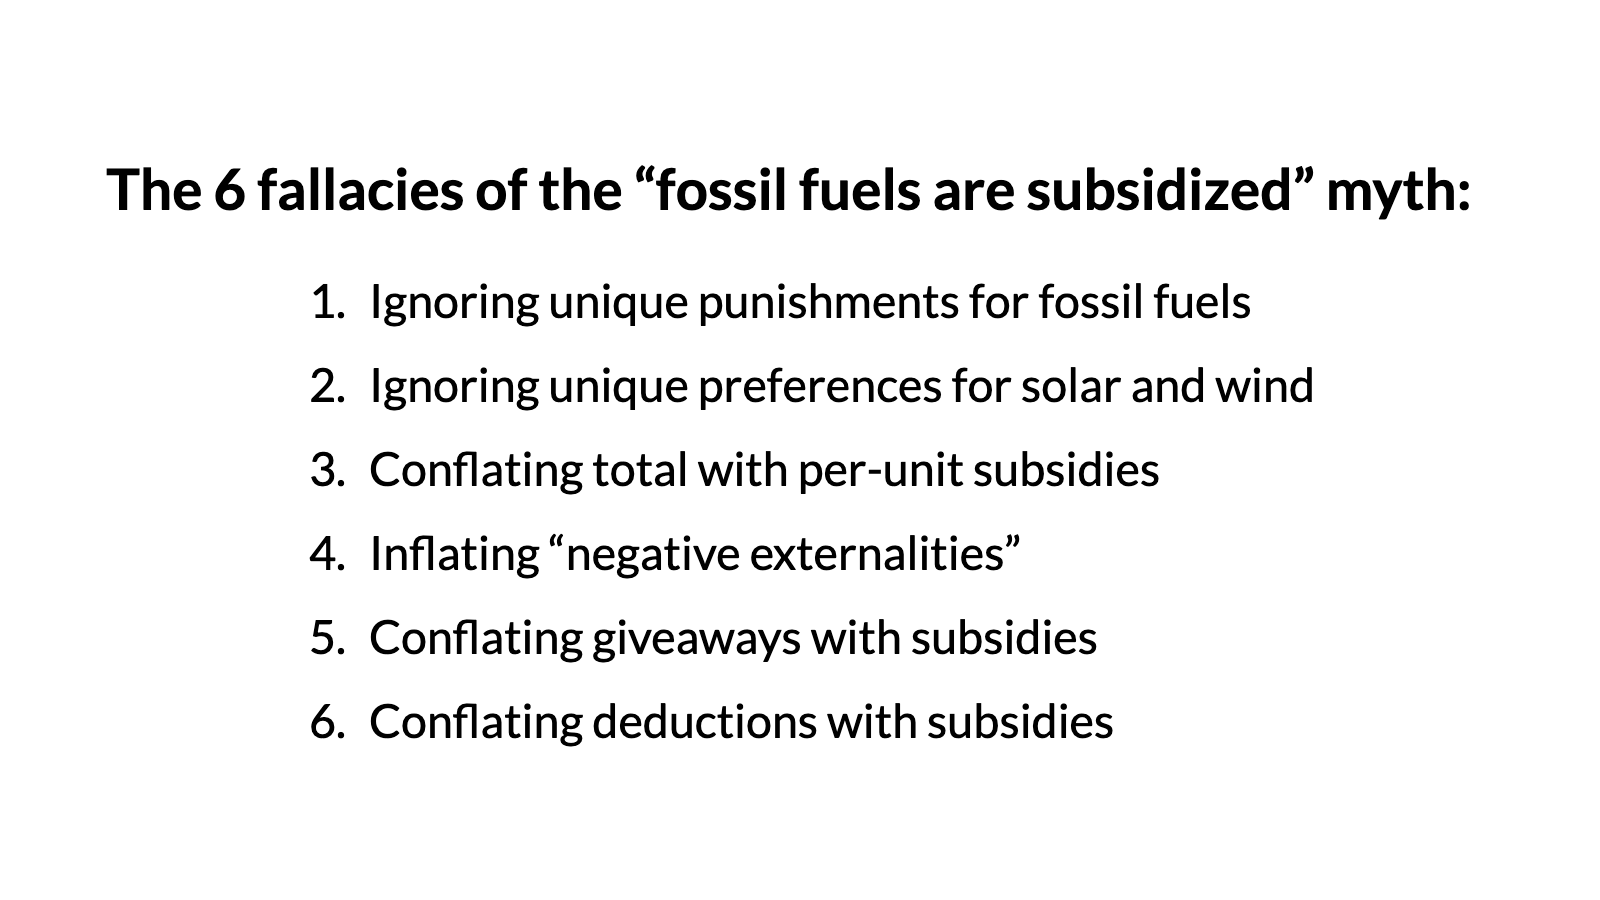 The 6 fallacies of the “fossil fuels are subsidized” myth:
1. Ignoring unique punishments for fossil fuels
2. Ignoring unique preferences for solar and wind
3. Conflating total with per-unit subsidies
4. Inflating “negative externalities”
5. Conflating giveaways with subsidies
6. Conflating deductions with subsidies